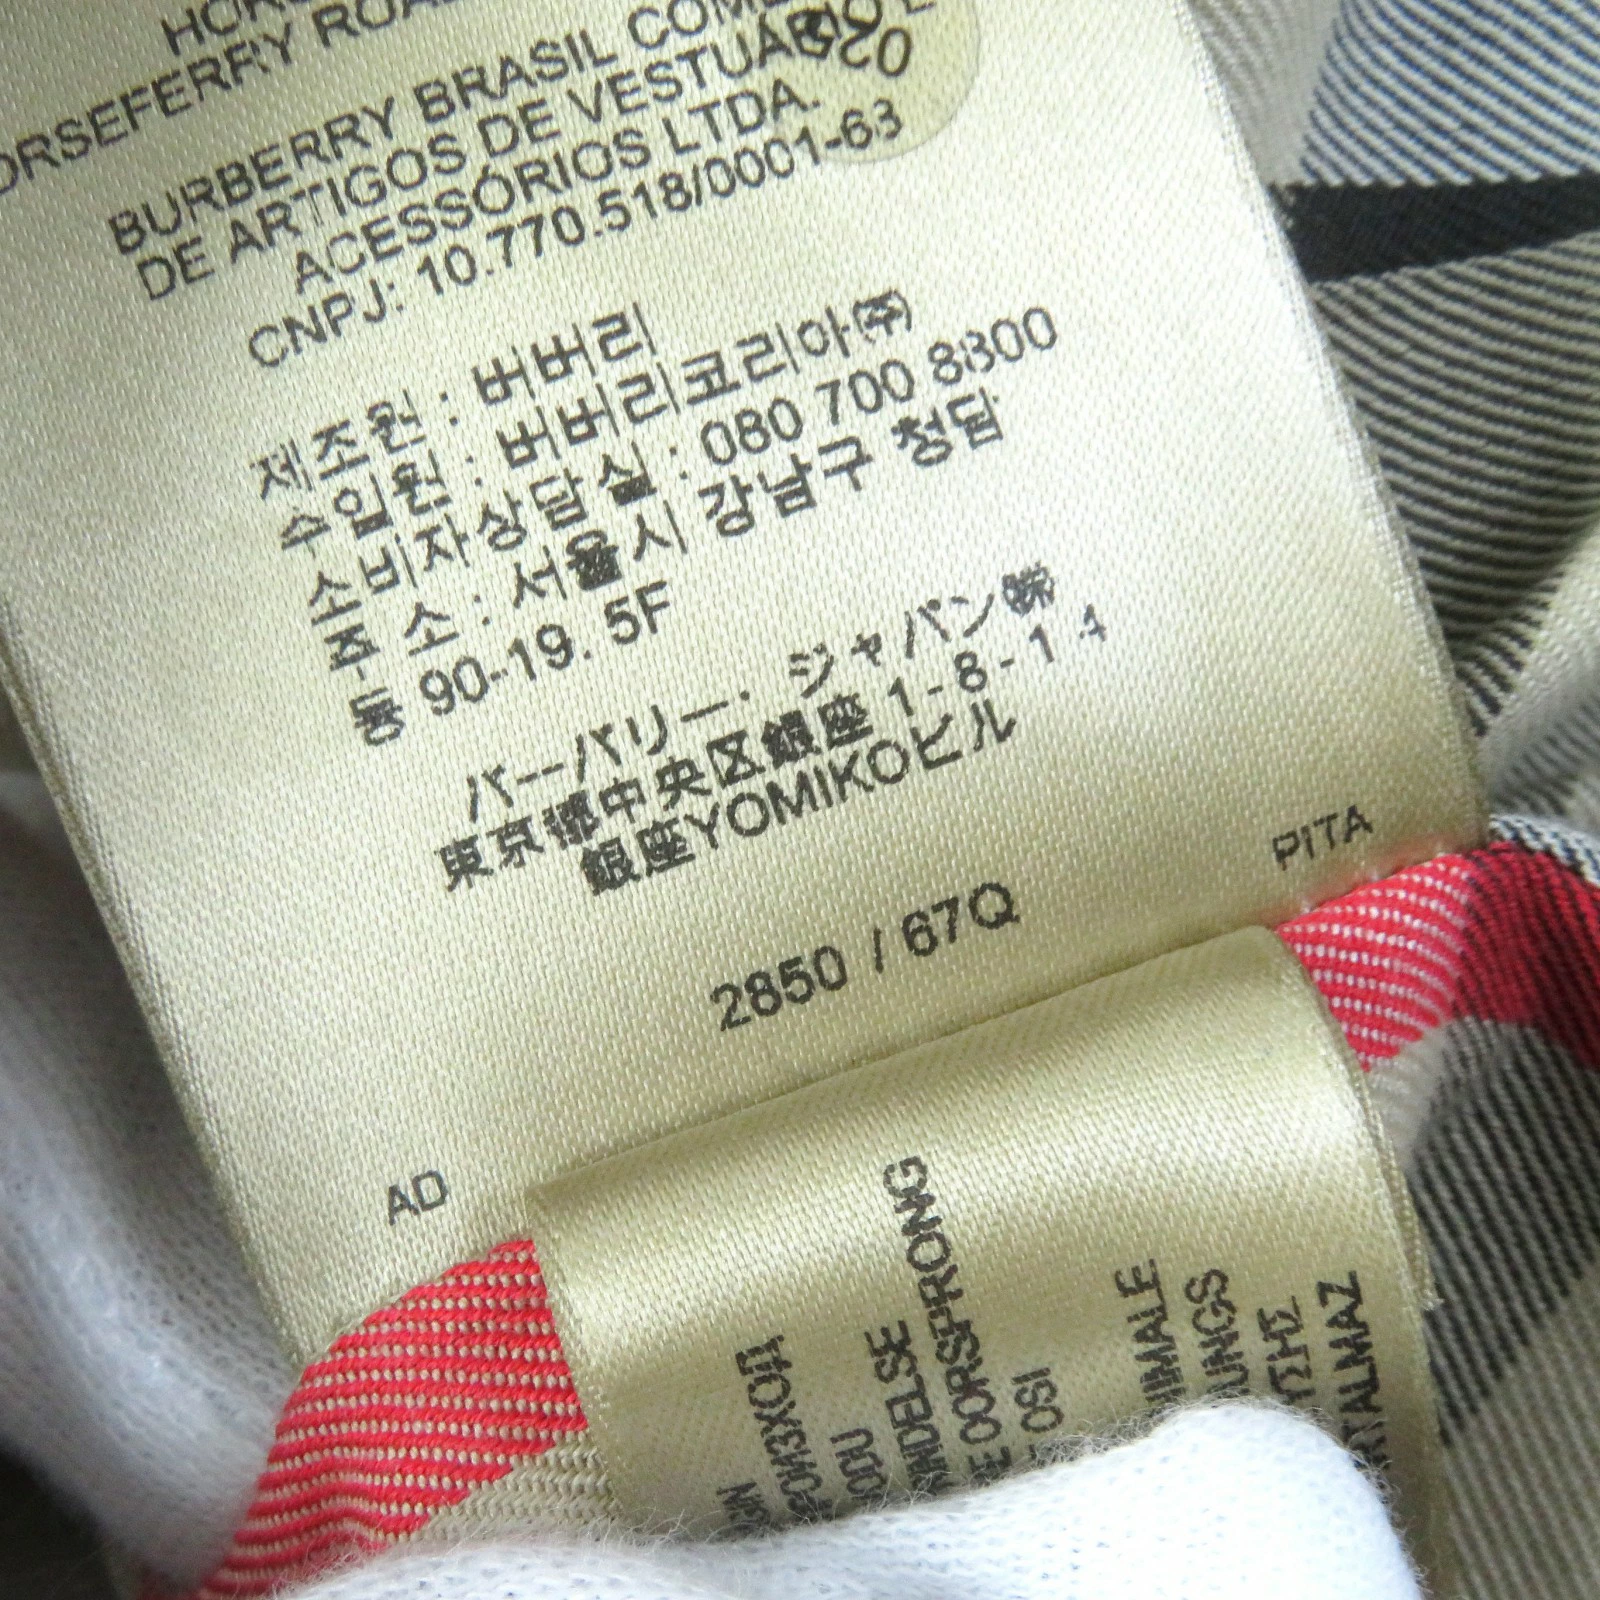 ORSEFERRY ROAD
BURBERRY BRASIL COM
DE ARTIGOS DE VESTUÁRIO E
ACESSÓRIOS LTDA.
CNPJ: 10.770.518/0001-63
제조원 : 버버리
수입원 : 버버리코리아㈜
소비자상담실 : 080 700 8800
주 소 : 서울시 강남구 청담
동 90-19. 5F
バーバリー・ジャパン㈱
東京都中央区銀座 1-8-14
銀座YOMIKOビル
2850 / 67Q
PITA
AD
OORSPRONG